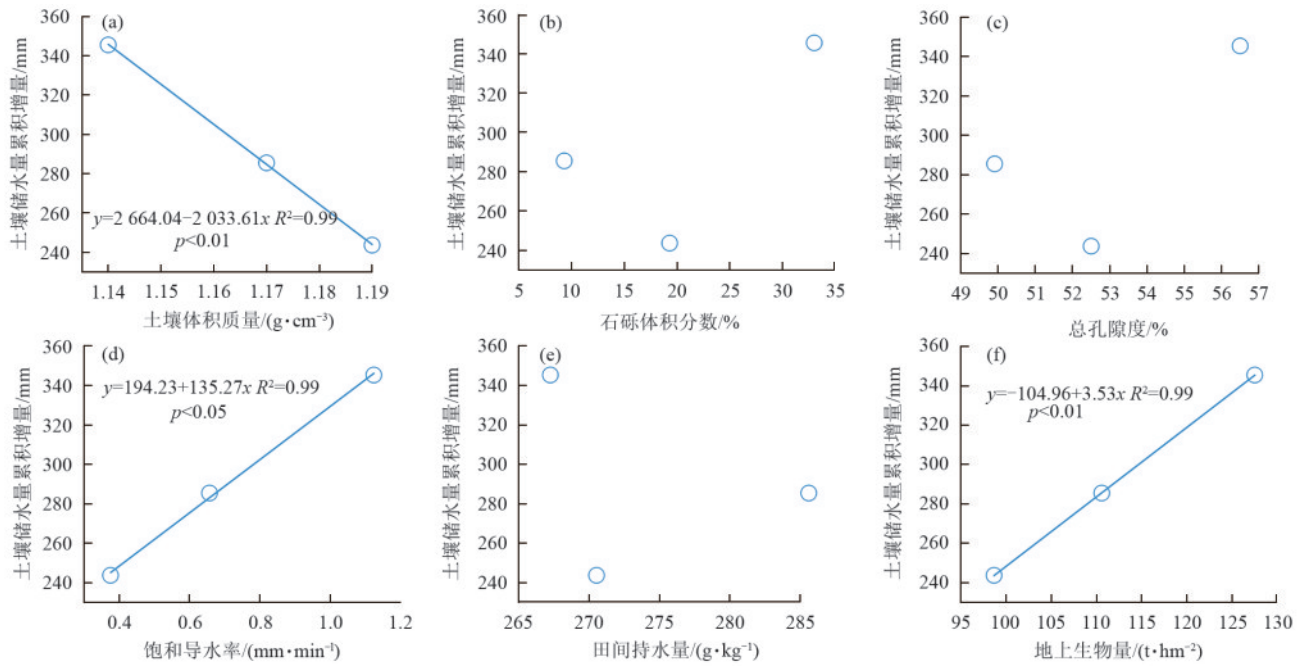 (a)
土壤储水量累积增量/mm
360
340
320
300
280
260
240
y=2 664.04−2 033.61x R²=0.99
p<0.01
1.14 1.15 1.16 1.17 1.18 1.19
土壤体积质量/(g·cm⁻³)
(b)
土壤储水量累积增量/mm
360
340
320
300
280
260
240
5 10 15 20 25 30 35
石砾体积分数/%
(c)
土壤储水量累积增量/mm
360
340
320
300
280
260
240
49 50 51 52 53 54 55 56 57
总孔隙度/%
(d)
土壤储水量累积增量/mm
360
340
320
300
280
260
240
y=194.23+135.27x R²=0.99
p<0.05
0.4 0.6 0.8 1.0 1.2
饱和导水率/(mm·min⁻¹)
(e)
土壤储水量累积增量/mm
360
340
320
300
280
260
240
265 270 275 280 285 290
田间持水量/(g·kg⁻¹)
(f)
土壤储水量累积增量/mm
360
340
320
300
280
260
240
y=−104.96+3.53x R²=0.99
p<0.01
95 100 105 110 115 120 125 130
地上生物量/(t·hm⁻²)